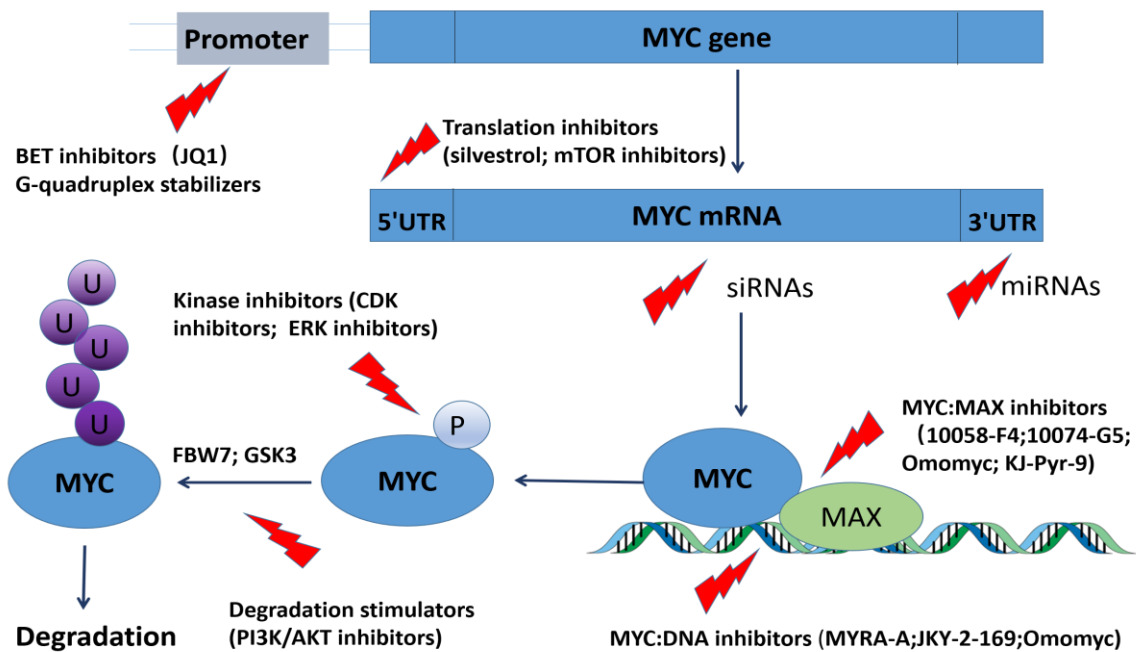 Promoter
MYC gene
BET inhibitors (JQ1)
G-quadruplex stabilizers
Translation inhibitors
(silvestrol; mTOR inhibitors)
5'UTR
MYC mRNA
3'UTR
siRNAs
miRNAs
U
U
U
U
U
MYC
Kinase inhibitors (CDK
inhibitors; ERK inhibitors)
P
MYC
FBW7; GSK3
MYC:MAX inhibitors
(10058-F4;10074-G5;
Omomyc; KJ-Pyr-9)
MYC
MAX
Degradation
Degradation stimulators
(PI3K/AKT inhibitors)
MYC:DNA inhibitors (MYRA-A;JKY-2-169;Omomyc)